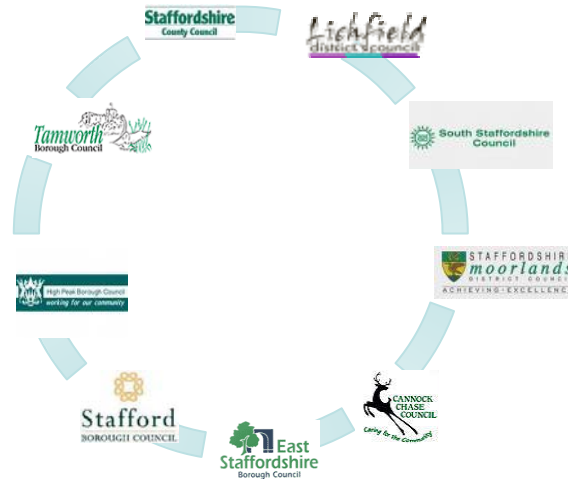 Staffordshire
County Council
Lichfield
district council
South Staffordshire
Council
STAFFORDSHIRE
moorlands
DISTRICT COUNCIL
ACHIEVING·EXCELLENCE
CANNOCK
CHASE
COUNCIL
Caring for the Community
East
Staffordshire
Borough Council
Stafford
BOROUGH COUNCIL
High Peak Borough Council
working for our community
Tamworth
Borough Council